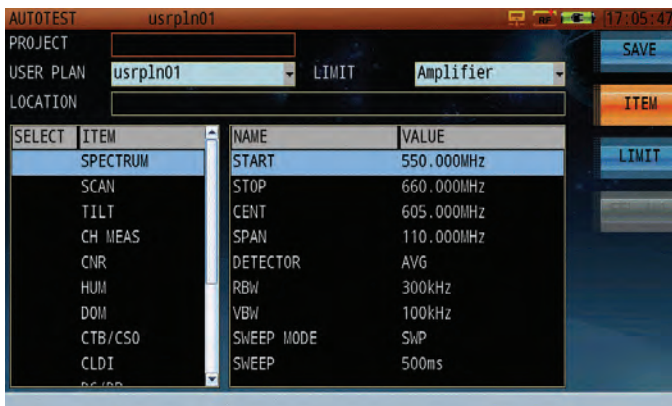 AUTOTEST usrpln01 RP 17:05:47
PROJECT
USER PLAN usrpln01 LIMIT Amplifier
LOCATION
SAVE
ITEM
LIMIT
SELECT ITEM NAME VALUE
SPECTRUM START 550.000MHz
SCAN STOP 660.000MHz
TILT CENT 605.000MHz
CH MEAS SPAN 110.000MHz
CNR DETECTOR AVG
HUM RBW 300kHz
DOM VBW 100kHz
CTB/CSO SWEEP MODE SWP
CLDI SWEEP 500ms